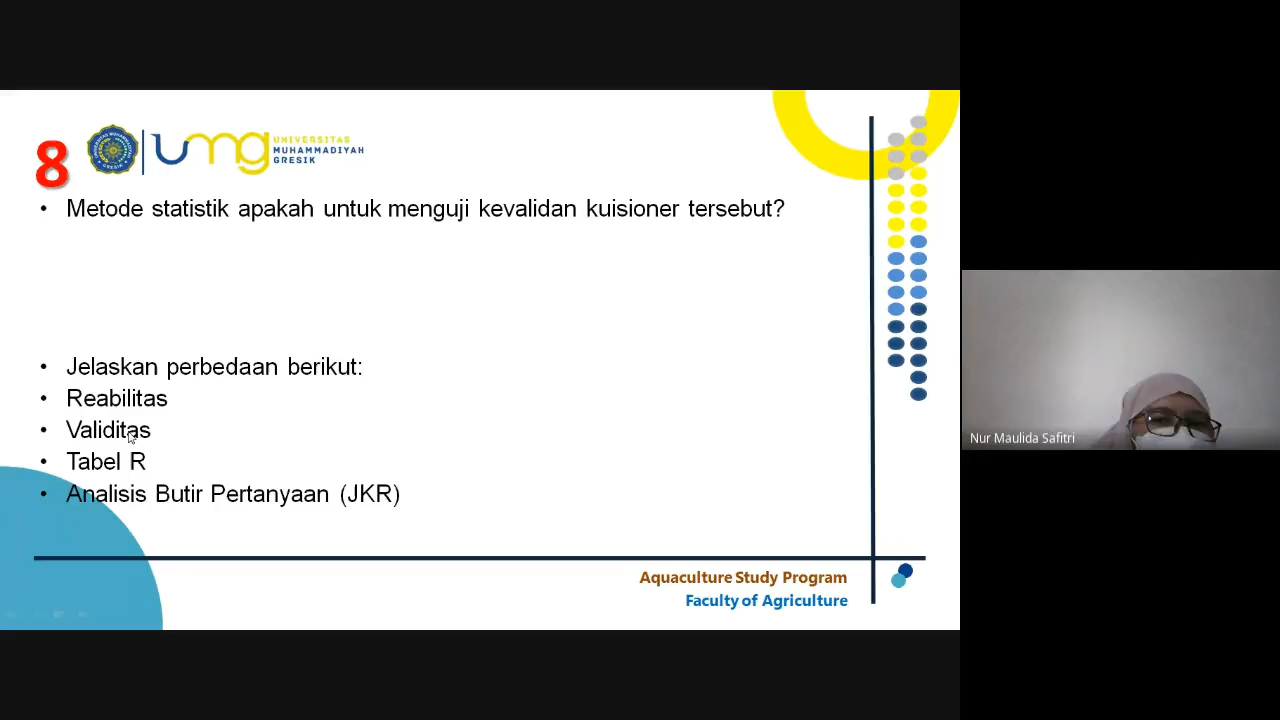 8
umg
UNIVERSITAS
MUHAMMADIYAH
GRESIK
• Metode statistik apakah untuk menguji kevalidan kuisioner tersebut?
• Jelaskan perbedaan berikut:
• Reabilitas
• Validitas
• Tabel R
• Analisis Butir Pertanyaan (JKR)
Aquaculture Study Program
Faculty of Agriculture
Nur Maulida Safitri